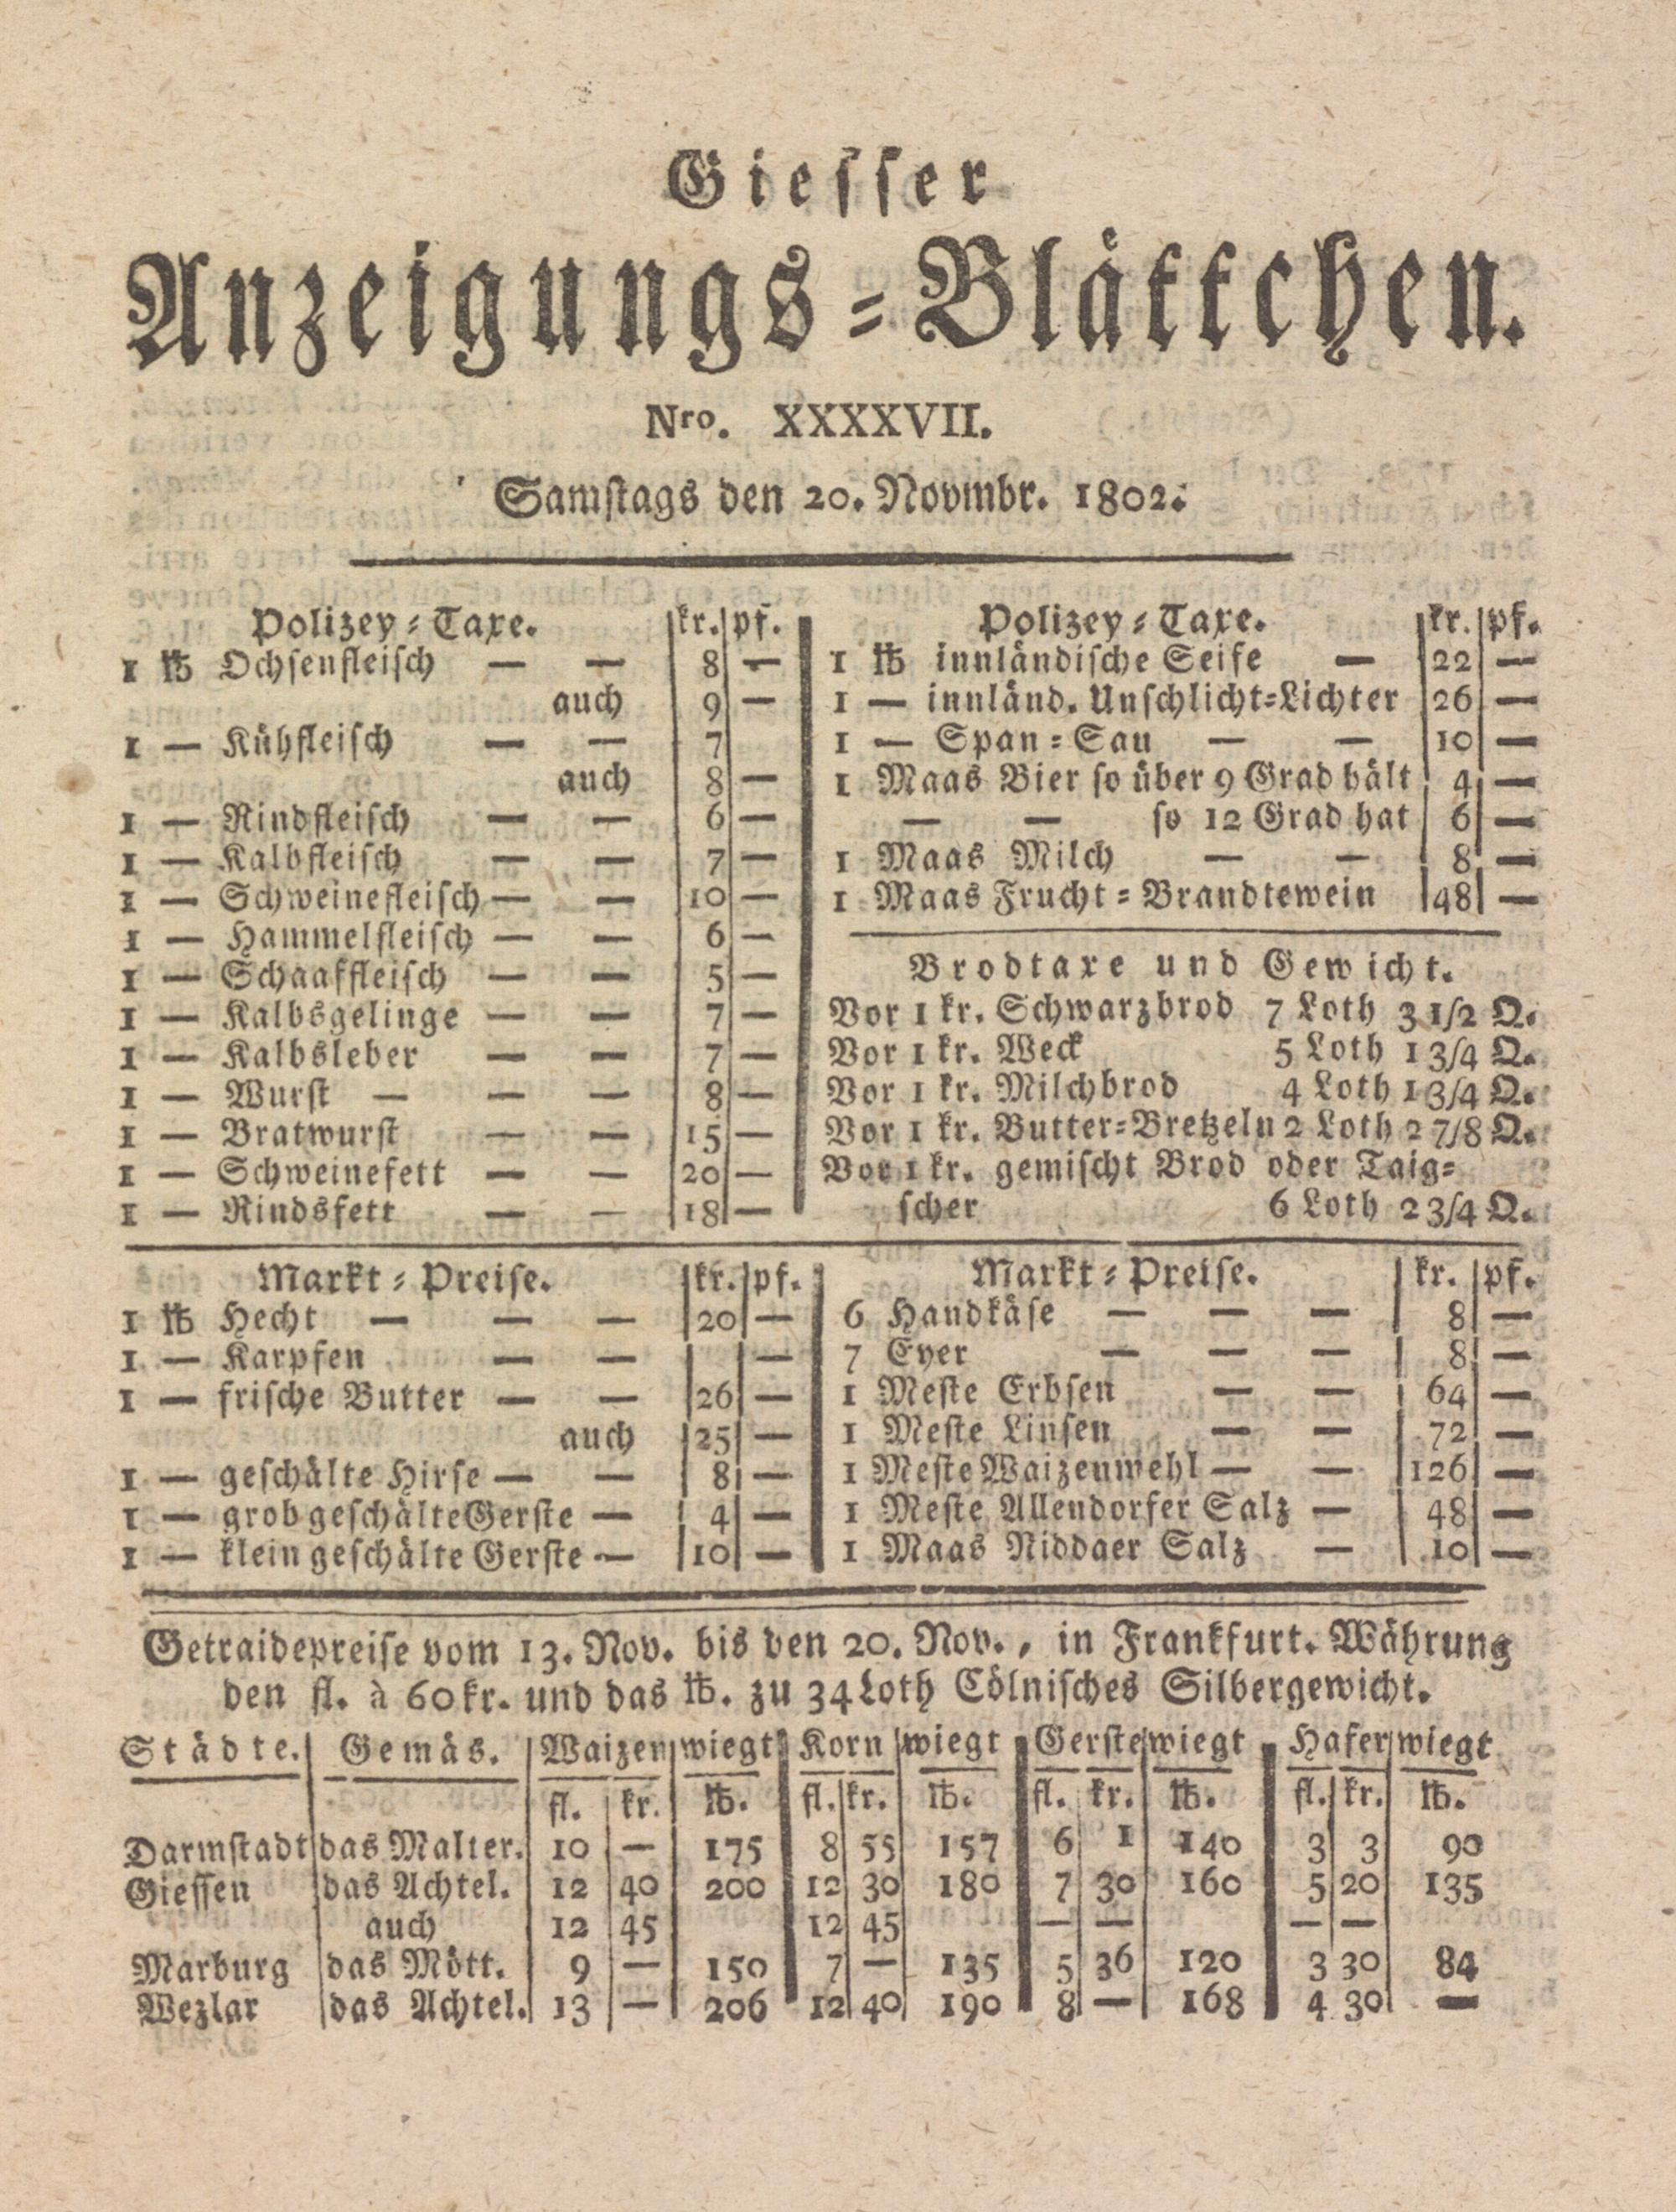 Giesser
Anzeigungs-Blättchen.
Nro. XXXXVII.
Samstags den 20. Novmbr. 1802.
Polizey-Taxe. kr. pf.
1 ℔ Ochsenfleisch — — 8 —
auch 9 —
1 — Kühfleisch — — 7
auch 8 —
1 — Rindfleisch — — 6 —
1 — Kalbfleisch — — 7 —
1 — Schweinefleisch — — 10 —
1 — Hammelfleisch — — 6 —
1 — Schaaffleisch — — 5 —
1 — Kalbsgelinge — — 7 —
1 — Kalbsleber — — 7 —
1 — Wurst — — — 8 —
1 — Bratwurst — — 15 —
1 — Schweinefett — — 20 —
1 — Rindsfett — — 18 —
Polizey-Taxe. kr. pf.
1 ℔ innländische Seife — 22 —
1 — innländ. Unschlicht-Lichter 26 —
1 — Span-Sau — — 10 —
1 Maas Bier so über 9 Grad hält 4 —
— — so 12 Grad hat 6 —
1 Maas Milch — — 8 —
1 Maas Frucht-Brandtewein 48 —
Brodtaxe und Gewicht.
Vor 1 kr. Schwarzbrod 7 Loth 3 1/2 Q.
Vor 1 kr. Weck 5 Loth 1 3/4 Q.
Vor 1 kr. Milchbrod 4 Loth 1 3/4 Q.
Vor 1 kr. Butter-Bretzeln 2 Loth 2 7/8 Q.
Vor 1 kr. gemischt Brod oder Taig-
scher 6 Loth 2 3/4 Q.
Markt-Preise. kr. pf.
1 ℔ Hecht — — — 20 —
1 — Karpfen — — —
1 — frische Butter — — 26 —
auch 25 —
1 — geschälte Hirse — — 8 —
1 — grob geschälte Gerste — 4 —
1 — klein geschälte Gerste — 10 —
Markt-Preise. kr. pf.
6 Handkäse — — — 8 —
7 Eyer — — — 8 —
1 Meste Erbsen — — 64 —
1 Meste Linsen — — 72 —
1 Meste Waizenmehl — — 126 —
1 Meste Allendorfer Salz — 48 —
1 Maas Niddaer Salz — 10 —
Getraidepreise vom 13. Nov. bis den 20. Nov., in Frankfurt. Währung
den fl. à 60 kr. und das ℔. zu 34 Loth Cölnisches Silbergewicht.
Städte. Gemäs. Waizen wiegt Korn wiegt Gerste wiegt Hafer wiegt
fl. kr. ℔. fl. kr. ℔. fl. kr. ℔. fl. kr. ℔.
Darmstadt das Malter. 10 — 175 8 55 157 6 1 140 3 3 90
Giessen das Achtel. 12 40 200 12 30 180 7 30 160 5 20 135
auch 12 45 12 45 — — — —
Marburg das Mött. 9 — 150 7 — 135 5 36 120 3 30 84
Wezlar das Achtel. 13 — 206 12 40 190 8 — 168 4 30 —